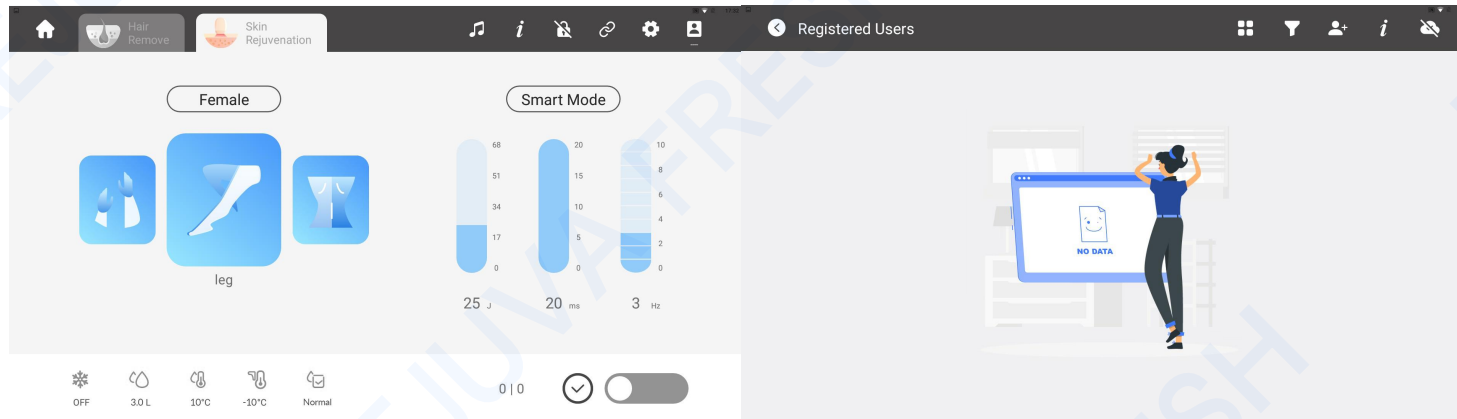 Hair
Remove
Skin
Rejuvenation
Female
leg
Smart Mode
68
51
34
17
0
25 J
20
15
10
5
0
20 ms
10
8
6
4
2
0
3 Hz
OFF
3.0 L
10°C
-10°C
Normal
0 | 0
Registered Users
NO DATA